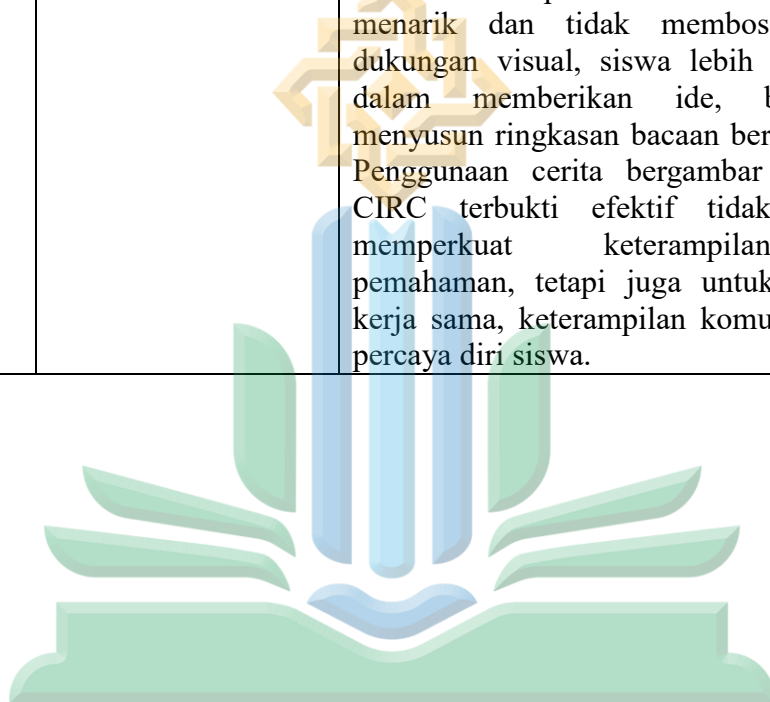 menarik dan tidak membos
dukungan visual, siswa lebih
dalam memberikan ide, b
menyusun ringkasan bacaan ber
Penggunaan cerita bergambar
CIRC terbukti efektif tidak
memperkuat keterampilan
pemahaman, tetapi juga untuk
kerja sama, keterampilan komu
percaya diri siswa.